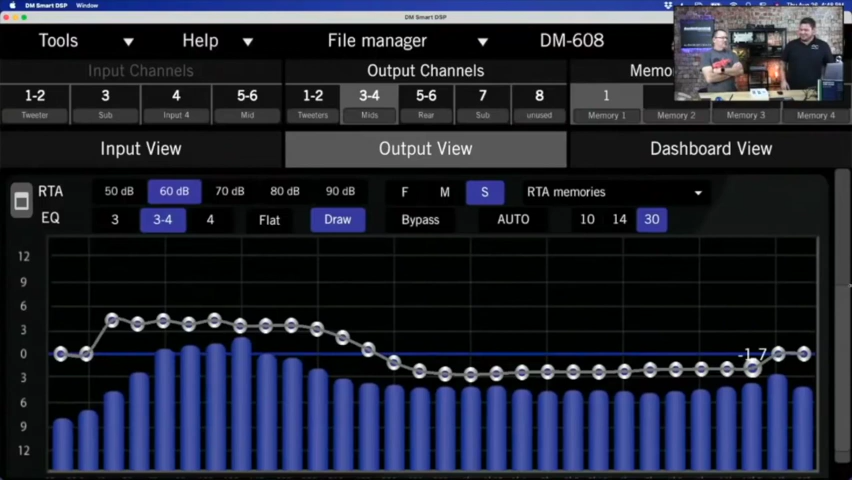 DM Smart DSP Window
DM Smart DSP
Tools Help File manager DM-608
Input Channels Output Channels Memo
1-2 3 4 5-6 1-2 3-4 5-6 7 8 1
Tweeter Sub Input 4 Mid Tweeters Mids Rear Sub unused Memory 1 Memory 2 Memory 3 Memory 4
Input View Output View Dashboard View
RTA 50 dB 60 dB 70 dB 80 dB 90 dB F M S RTA memories
EQ 3 3-4 4 Flat Draw Bypass AUTO 10 14 30
12
9
6
3
0 -1.7
3
6
9
12